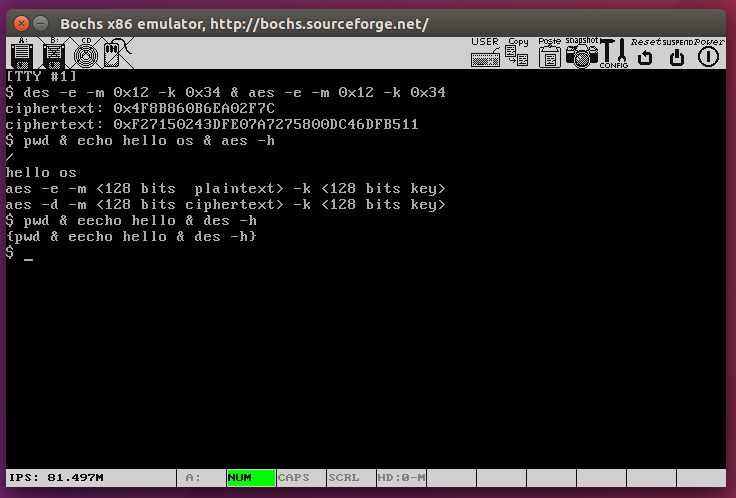 Bochs x86 emulator, http://bochs.sourceforge.net/
A: B: CD USER Copy Paste snapshot CONFIG Reset SUSPEND Power
[TTY #1]
$ des -e -m 0x12 -k 0x34 & aes -e -m 0x12 -k 0x34
ciphertext: 0x4F8B860B6EA02F7C
ciphertext: 0xF27150243DFE07A7275800DC46DFB511
$ pwd & echo hello os & aes -h
/
hello os
aes -e -m <128 bits  plaintext> -k <128 bits key>
aes -d -m <128 bits ciphertext> -k <128 bits key>
$ pwd & eecho hello & des -h
{pwd & eecho hello & des -h}
$ _
IPS: 81.497M A: NUM CAPS SCRL HD:0-M